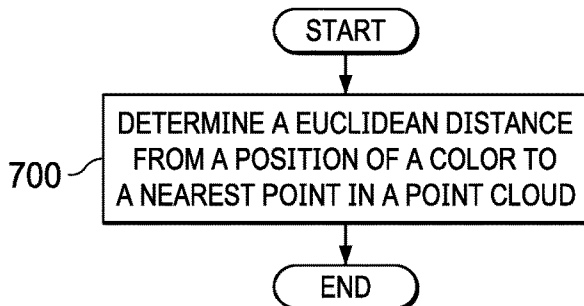 START
DETERMINE A EUCLIDEAN DISTANCE
FROM A POSITION OF A COLOR TO
A NEAREST POINT IN A POINT CLOUD
700
END